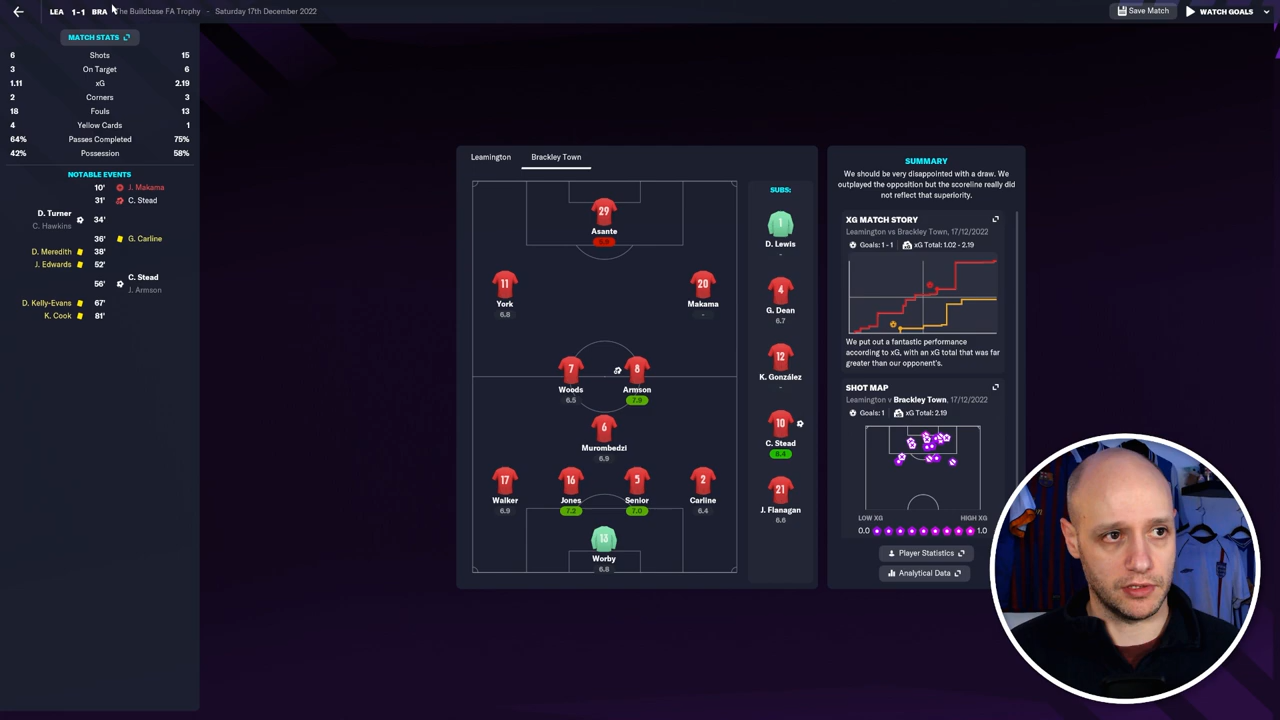 LEA 1-1 BRA The Buildbase FA Trophy - Saturday 17th December 2022
Save Match
WATCH GOALS
MATCH STATS
6 Shots 15
3 On Target 6
1.11 xG 2.19
2 Corners 3
18 Fouls 13
4 Yellow Cards 1
64% Passes Completed 75%
42% Possession 58%
NOTABLE EVENTS
10' J. Makama
31' C. Stead
D. Turner 34'
C. Hawkins
36' G. Carline
D. Meredith 38'
J. Edwards 52'
56' C. Stead
J. Armson
D. Kelly-Evans 67'
K. Cook 81'
Leamington Brackley Town
29
Asante
11
York
6.8
20
Makama
-
7
Woods
6.5
8
Armson
7.9
6
Murombedzi
6.9
17
Walker
6.9
16
Jones
7.2
5
Senior
7.0
2
Carline
6.4
13
Worby
6.8
SUBS:
1
D. Lewis
-
4
G. Dean
6.7
12
K. González
-
10
C. Stead
8.4
21
J. Flanagan
6.6
SUMMARY
We should be very disappointed with a draw. We
outplayed the opposition but the scoreline really did
not reflect that superiority.
XG MATCH STORY
Leamington vs Brackley Town, 17/12/2022
Goals: 1 - 1 xG Total: 1.02 - 2.19
We put out a fantastic performance
according to xG, with an xG total that was far
greater than our opponent's.
SHOT MAP
Leamington v Brackley Town, 17/12/2022
Goals: 1 xG Total: 2.19
LOW XG HIGH XG
0.0 1.0
Player Statistics
Analytical Data